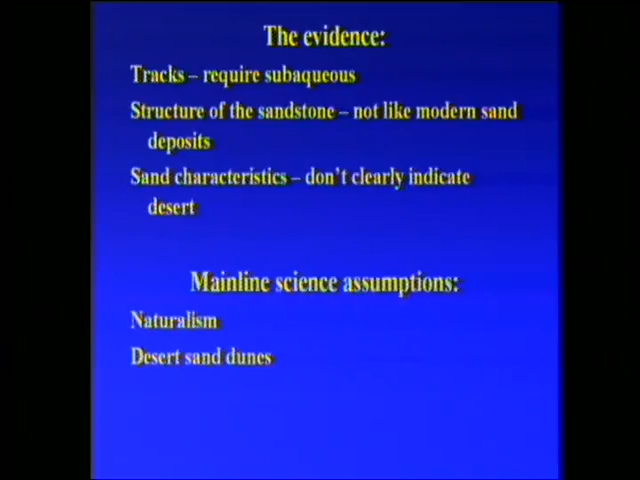 The evidence:
Tracks – require subaqueous
Structure of the sandstone – not like modern sand
deposits
Sand characteristics – don't clearly indicate
desert
Mainline science assumptions:
Naturalism
Desert sand dunes